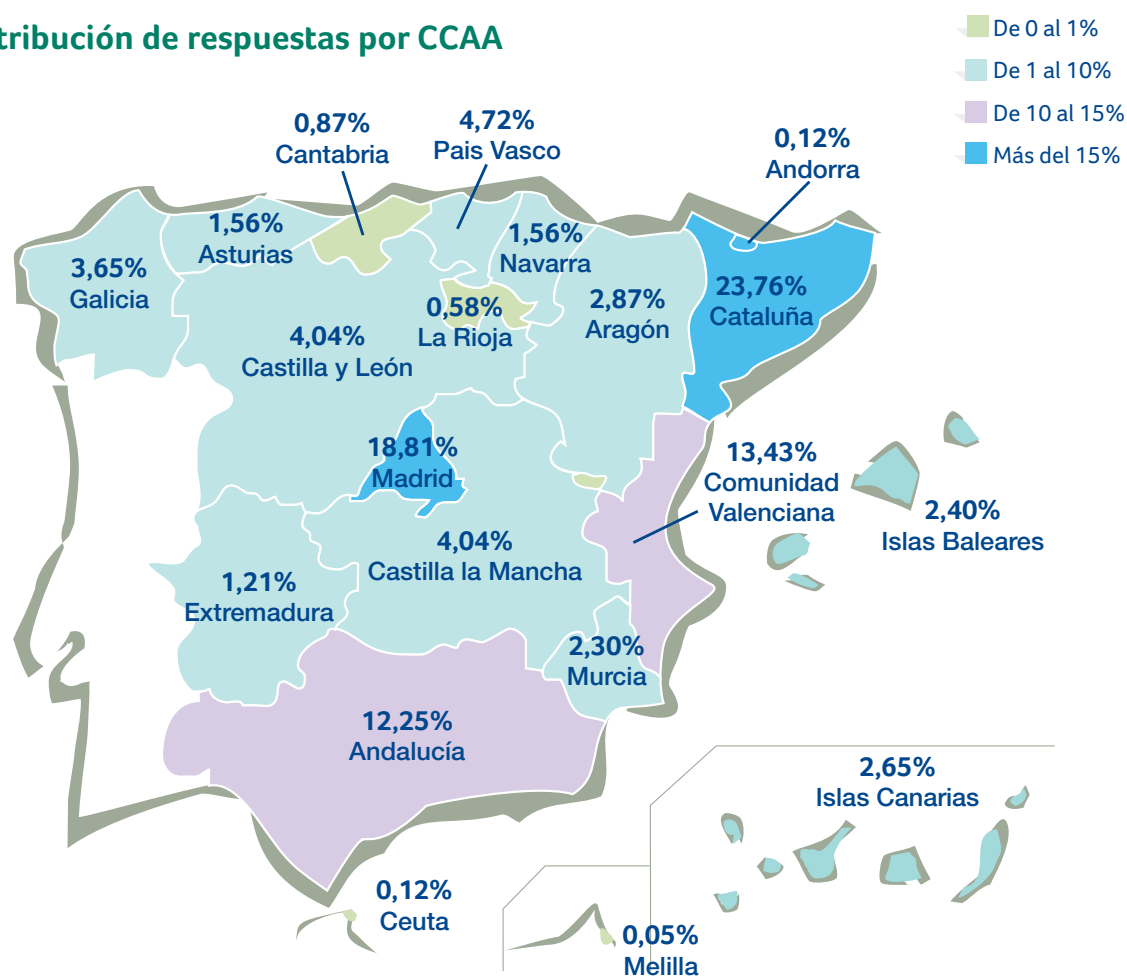 tribución de respuestas por CCAA
De 0 al 1%
De 1 al 10%
De 10 al 15%
Más del 15%
0,87%
Cantabria
4,72%
Pais Vasco
0,12%
Andorra
1,56%
Asturias
1,56%
Navarra
3,65%
Galicia
0,58%
La Rioja
2,87%
Aragón
23,76%
Cataluña
4,04%
Castilla y León
18,81%
Madrid
13,43%
Comunidad
Valenciana
2,40%
Islas Baleares
4,04%
Castilla la Mancha
1,21%
Extremadura
2,30%
Murcia
12,25%
Andalucía
2,65%
Islas Canarias
0,12%
Ceuta
0,05%
Melilla